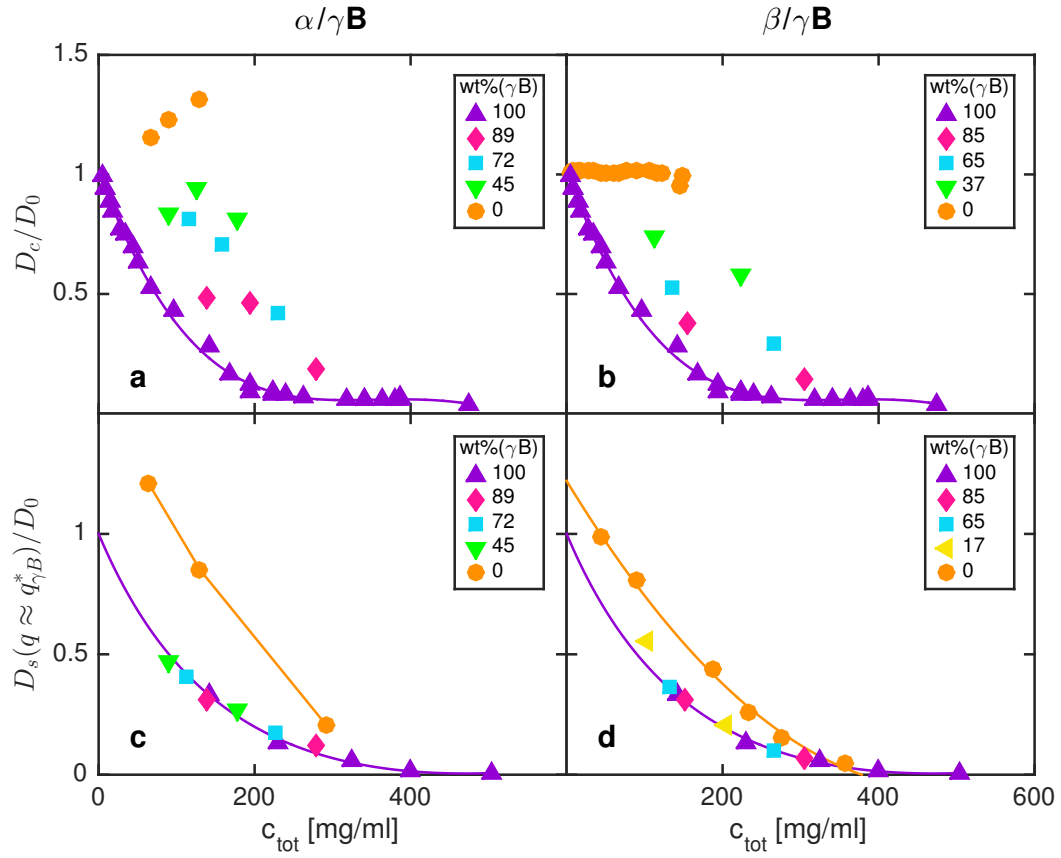 α/γB
β/γB
1.5
1
0.5
D_c/D_0
a
wt%(γB)
100
89
72
45
0
b
wt%(γB)
100
85
65
37
0
1
0.5
0
D_s(q ≈ q*_γB)/D_0
c
wt%(γB)
100
89
72
45
0
d
wt%(γB)
100
85
65
17
0
0 200 400
200 400 600
c_tot [mg/ml]
c_tot [mg/ml]